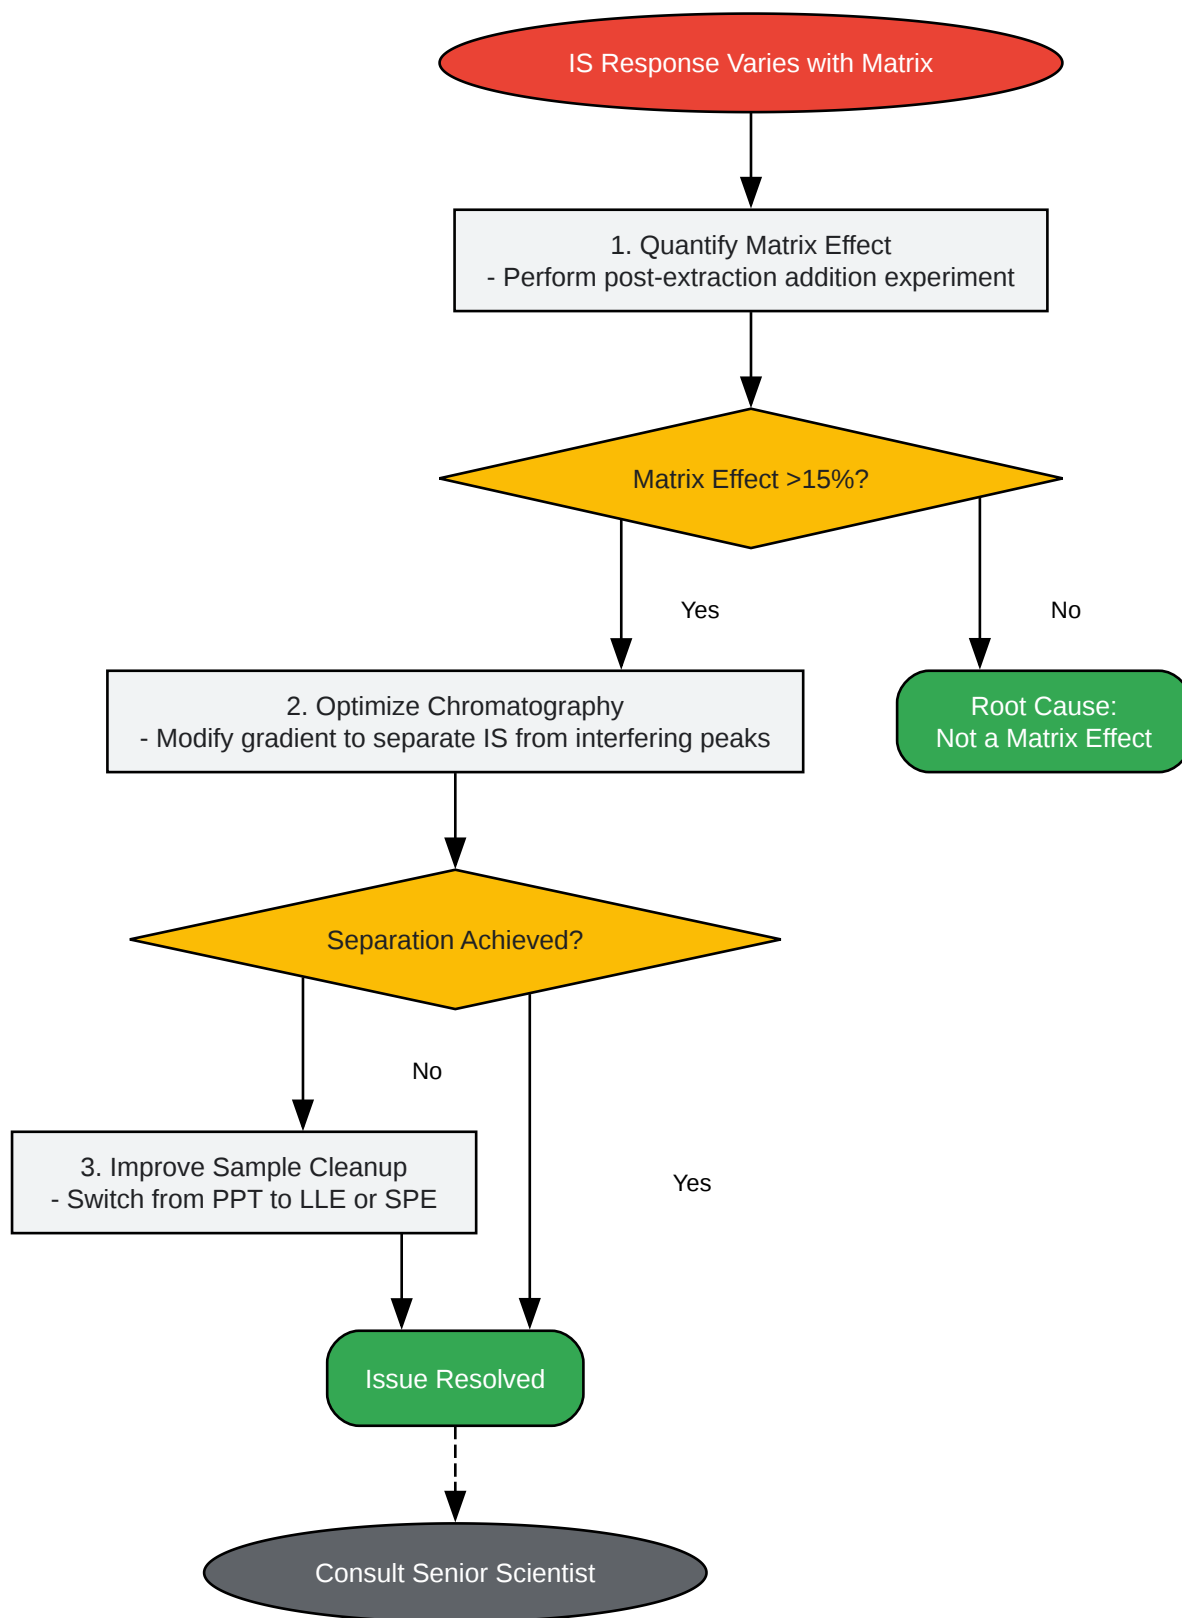 IS Response Varies with Matrix
1. Quantify Matrix Effect
- Perform post-extraction addition experiment
Matrix Effect >15%?
Yes
No
2. Optimize Chromatography
- Modify gradient to separate IS from interfering peaks
Root Cause:
Not a Matrix Effect
Separation Achieved?
No
Yes
3. Improve Sample Cleanup
- Switch from PPT to LLE or SPE
Issue Resolved
Consult Senior Scientist